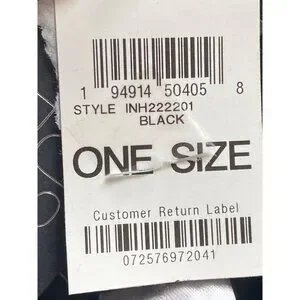 1 94914 50405 8
STYLE INH222201
BLACK
ONE SIZE
Customer Return Label
072576972041